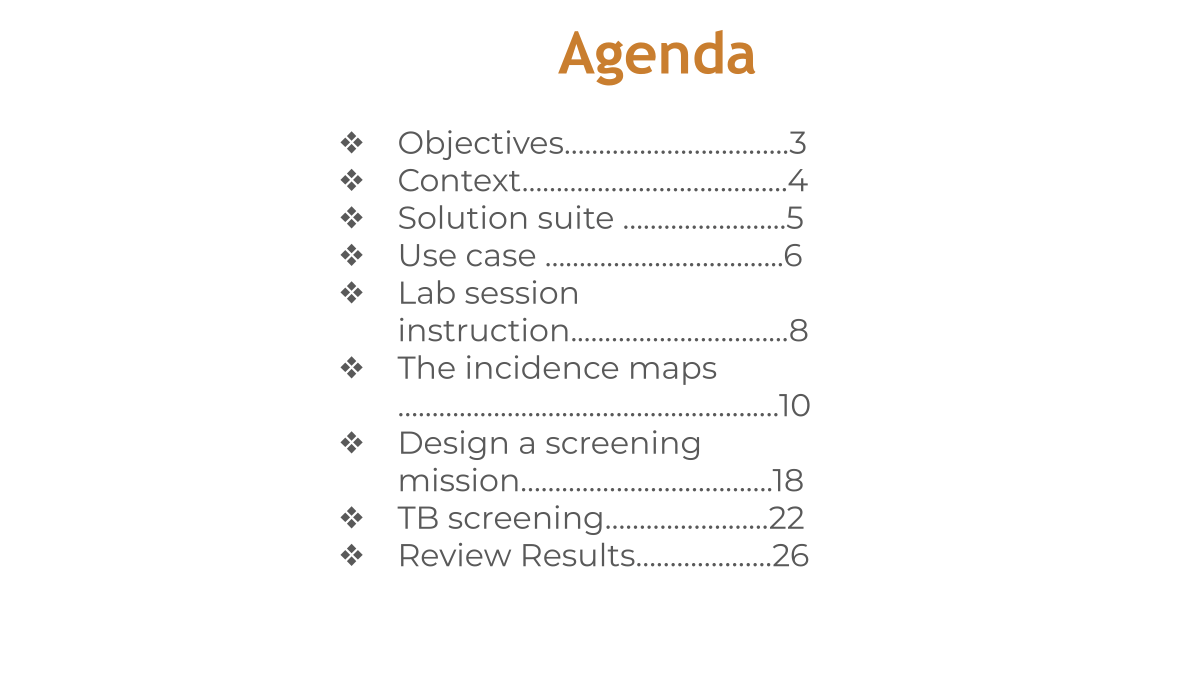 Agenda
❖ Objectives.................................3
❖ Context.......................................4
❖ Solution suite ........................5
❖ Use case ...................................6
❖ Lab session
instruction................................8
❖ The incidence maps
........................................................10
❖ Design a screening
mission.....................................18
❖ TB screening........................22
❖ Review Results....................26